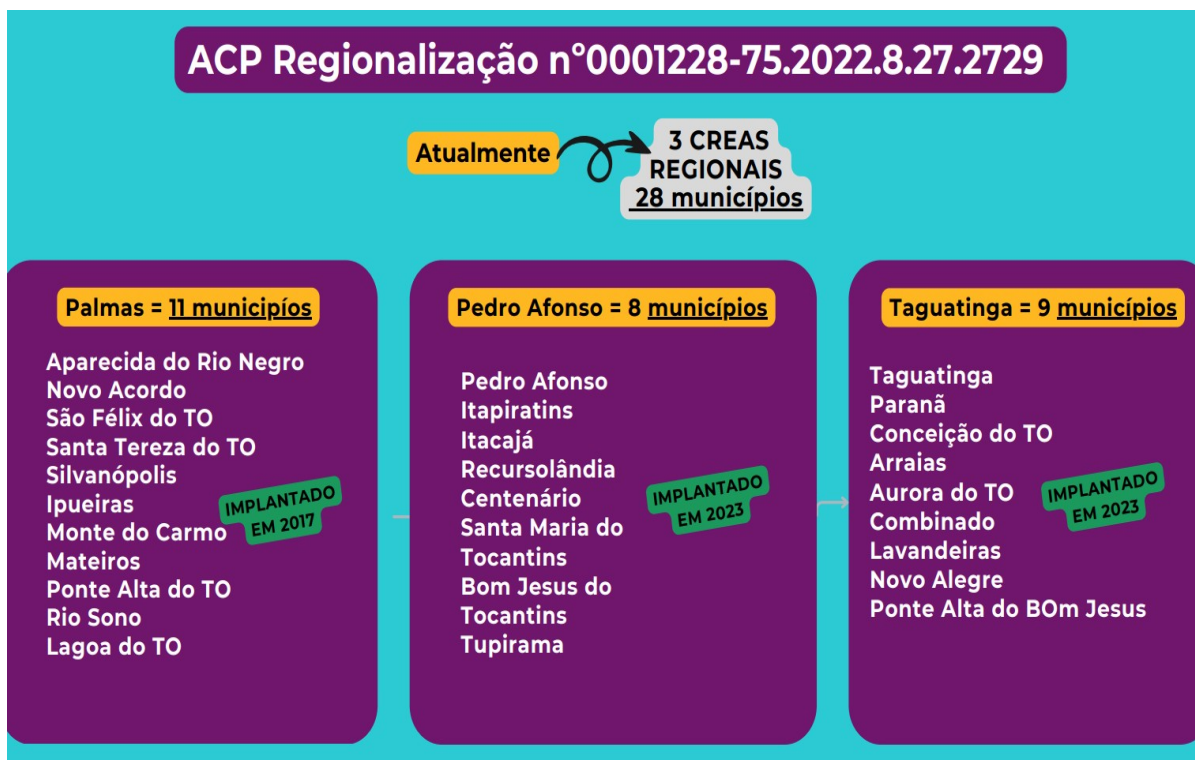 ACP Regionalização n°0001228-75.2022.8.27.2729
Atualmente
3 CREAS
REGIONAIS
28 municípios
Palmas = 11 municipíos
Aparecida do Rio Negro
Novo Acordo
São Félix do TO
Santa Tereza do TO
Silvanópolis
Ipueiras
Monte do Carmo
Mateiros
Ponte Alta do TO
Rio Sono
Lagoa do TO
IMPLANTADO
EM 2017
Pedro Afonso = 8 municípios
Pedro Afonso
Itapiratins
Itacajá
Recursolândia
Centenário
Santa Maria do
Tocantins
Bom Jesus do
Tocantins
Tupirama
IMPLANTADO
EM 2023
Taguatinga = 9 municípios
Taguatinga
Paranã
Conceição do TO
Arraias
Aurora do TO
Combinado
Lavandeiras
Novo Alegre
Ponte Alta do BOm Jesus
IMPLANTADO
EM 2023